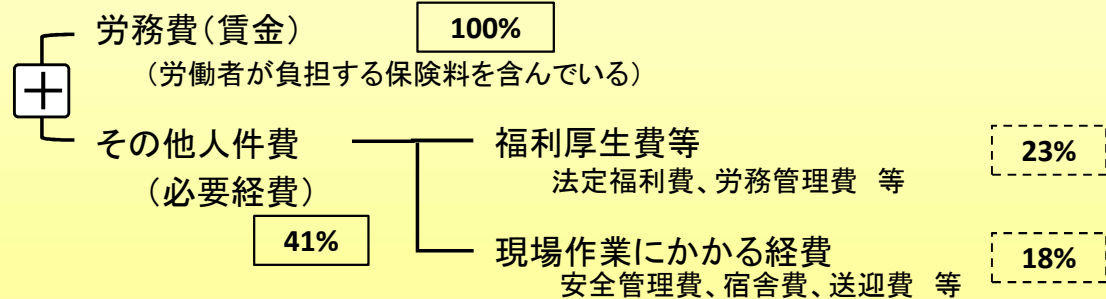 労務費(賃金) 100%
(労働者が負担する保険料を含んでいる)
+
その他人件費 福利厚生費等 23%
(必要経費) 法定福利費、労務管理費 等
41%
現場作業にかかる経費 18%
安全管理費、宿舎費、送迎費 等